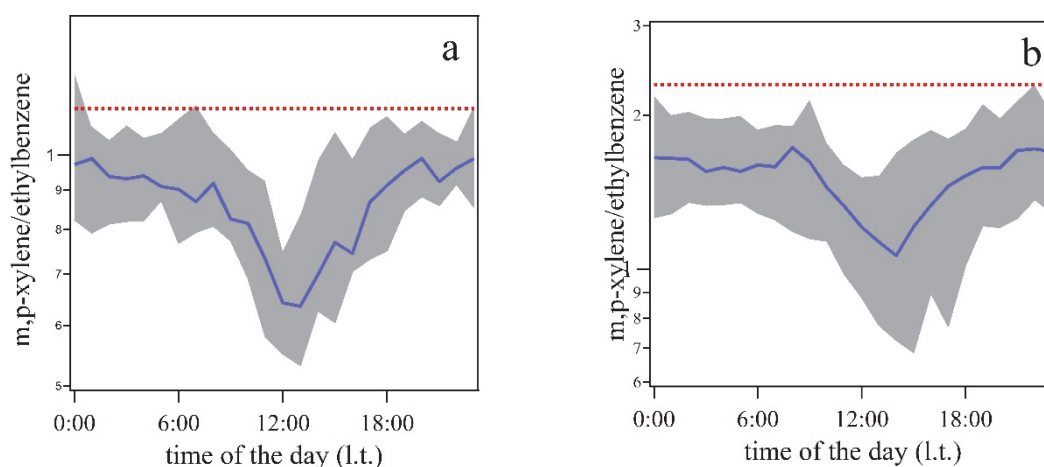 a
m,p-xylene/ethylbenzene
1
9
8
7
6
5
0:00 6:00 12:00 18:00
time of the day (l.t.)
b
m,p-xylene/ethylbenzene
3
2
1
9
8
7
6
0:00 6:00 12:00 18:00
time of the day (l.t.)